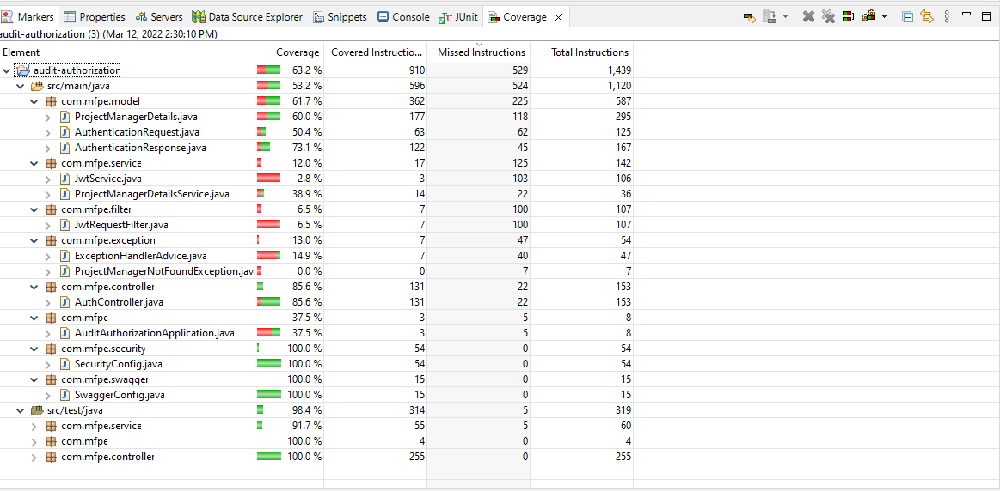 Markers Properties Servers Data Source Explorer Snippets Console JUnit Coverage
audit-authorization (3) (Mar 12, 2022 2:30:10 PM)
Element Coverage Covered Instructio... Missed Instructions Total Instructions
audit-authorization 63.2 % 910 529 1,439
src/main/java 53.2 % 596 524 1,120
com.mfpe.model 61.7 % 362 225 587
ProjectManagerDetails.java 60.0 % 177 118 295
AuthenticationRequest.java 50.4 % 63 62 125
AuthenticationResponse.java 73.1 % 122 45 167
com.mfpe.service 12.0 % 17 125 142
JwtService.java 2.8 % 3 103 106
ProjectManagerDetailsService.java 38.9 % 14 22 36
com.mfpe.filter 6.5 % 7 100 107
JwtRequestFilter.java 6.5 % 7 100 107
com.mfpe.exception 13.0 % 7 47 54
ExceptionHandlerAdvice.java 14.9 % 7 40 47
ProjectManagerNotFoundException.jav 0.0 % 0 7 7
com.mfpe.controller 85.6 % 131 22 153
AuthController.java 85.6 % 131 22 153
com.mfpe 37.5 % 3 5 8
AuditAuthorizationApplication.java 37.5 % 3 5 8
com.mfpe.security 100.0 % 54 0 54
SecurityConfig.java 100.0 % 54 0 54
com.mfpe.swagger 100.0 % 15 0 15
SwaggerConfig.java 100.0 % 15 0 15
src/test/java 98.4 % 314 5 319
com.mfpe.service 91.7 % 55 5 60
com.mfpe 100.0 % 4 0 4
com.mfpe.controller 100.0 % 255 0 255